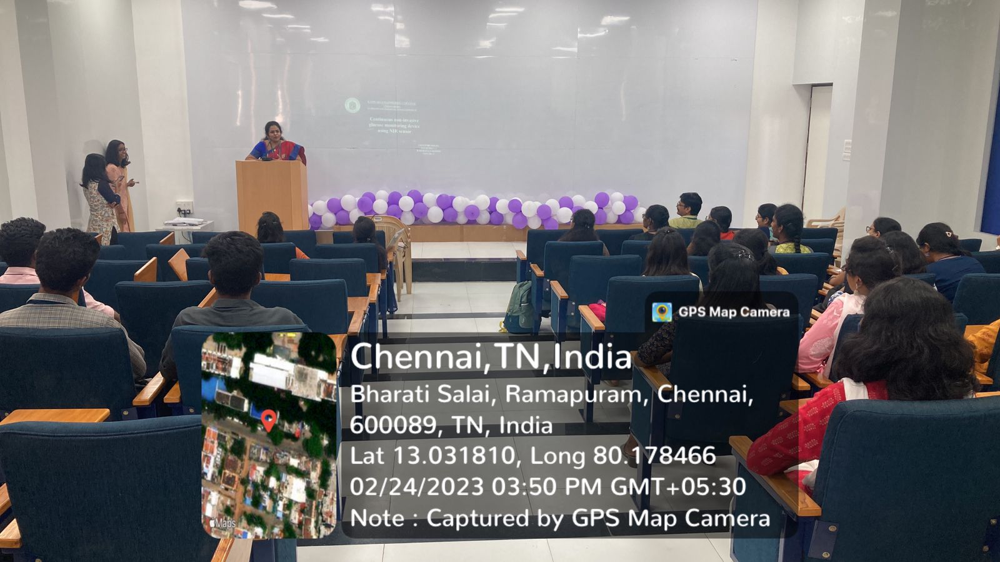 Continuous non-invasive
glucose monitoring device
using NIR sensor
GPS Map Camera
Chennai,TN,India
Bharati Salai, Ramapuram, Chennai,
600089, TN, India
Lat 13.031810, Long 80.178466
02/24/2023 03:50 PM GMT+05:30
Note : Captured by GPS Map Camera
Maps